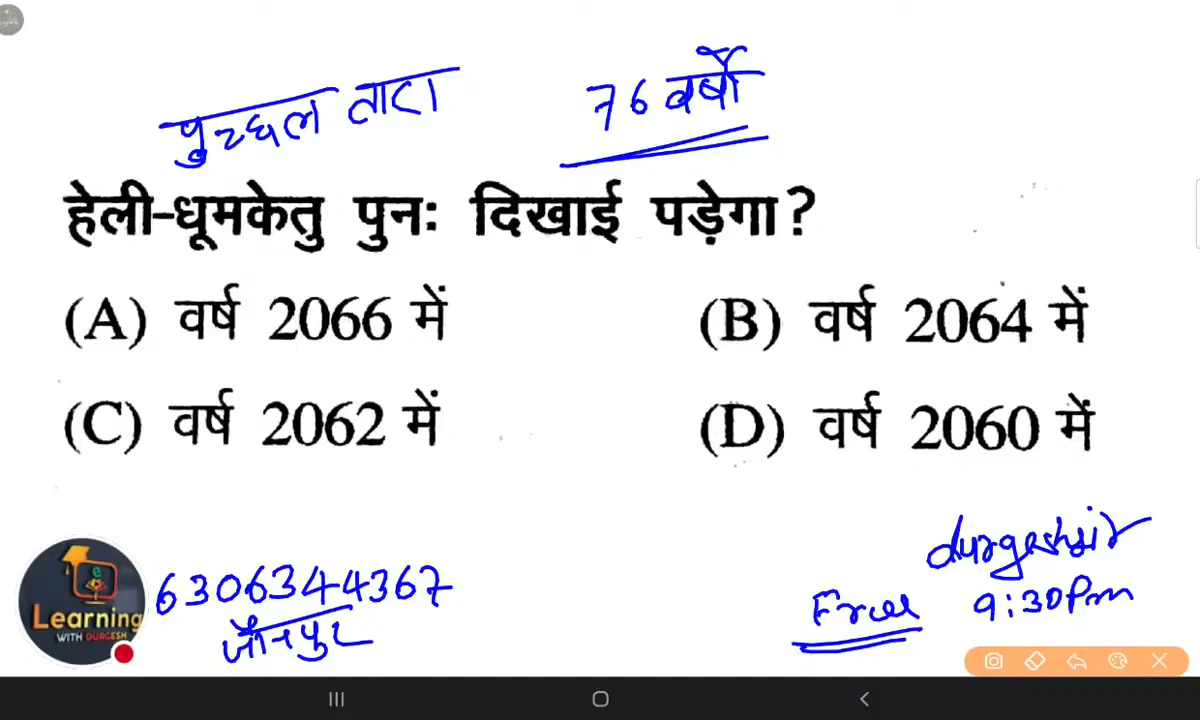 पुच्छल तारा 76 वर्षो
हेली-धूमकेतु पुनः दिखाई पड़ेगा?
(A) वर्ष 2066 में (B) वर्ष 2064 में
(C) वर्ष 2062 में (D) वर्ष 2060 में
durgeshsir
6306344367 Free 9:30Pm
जौनपुर
e
Learning
WITH DURGESH